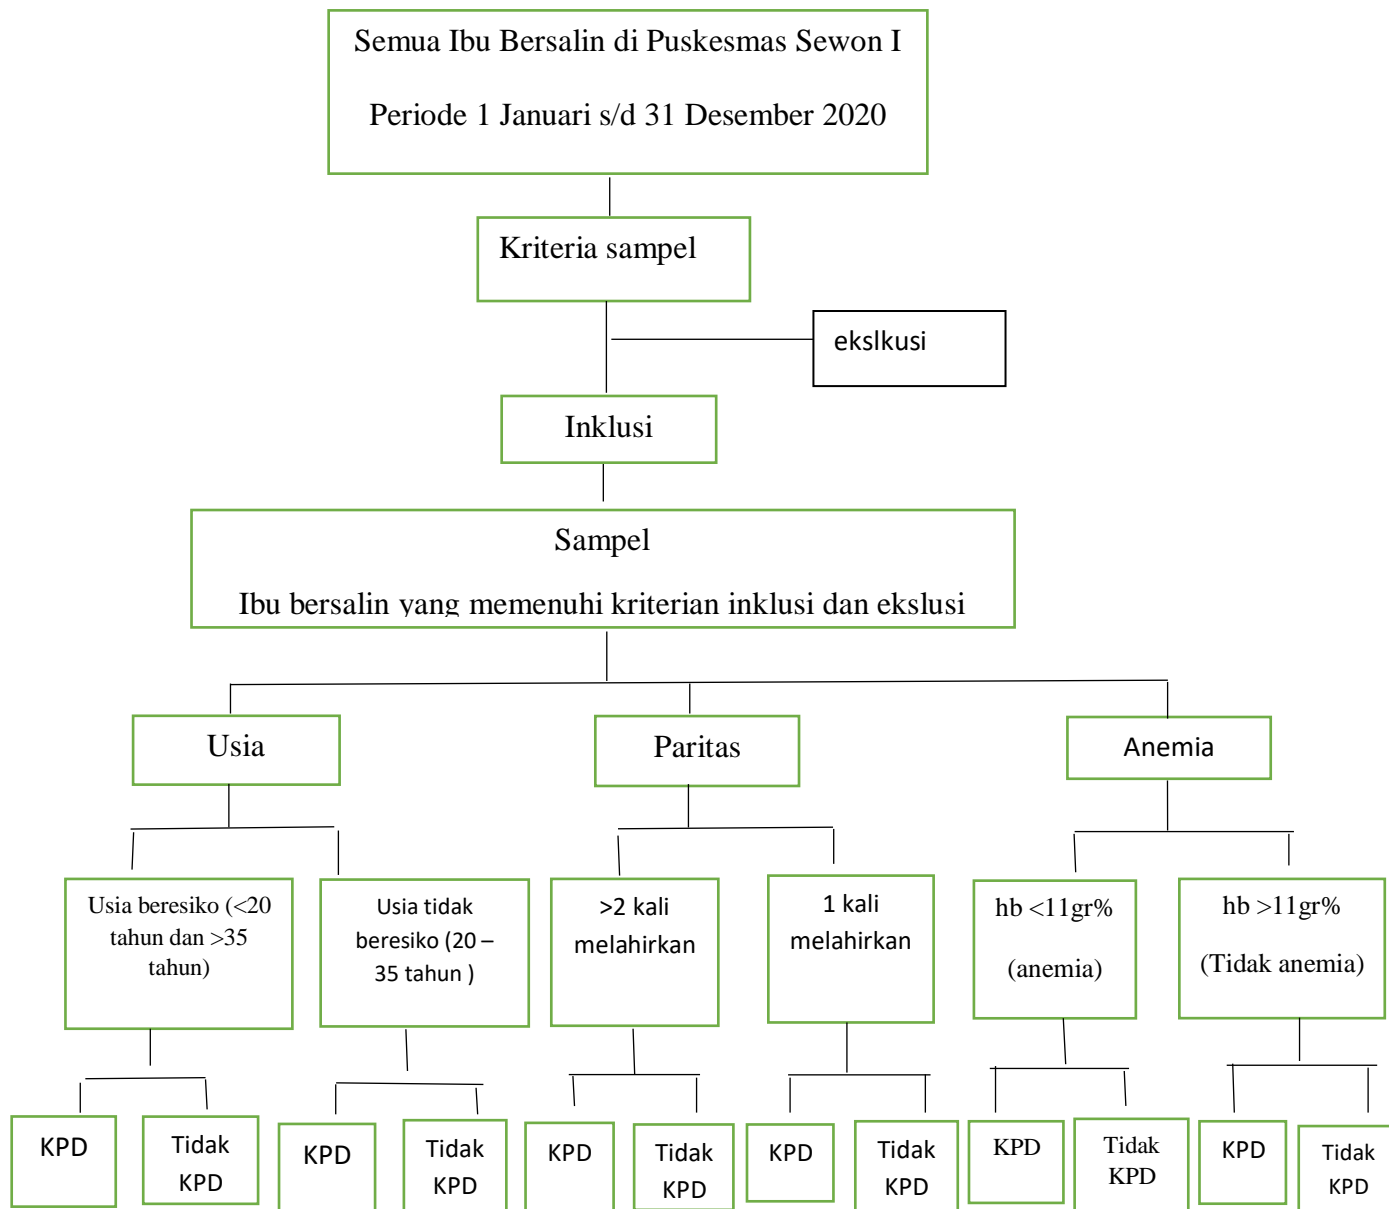 Semua Ibu Bersalin di Puskesmas Sewon I
Periode 1 Januari s/d 31 Desember 2020
Kriteria sampel
ekslkusi
Inklusi
Sampel
Ibu bersalin yang memenuhi kriterian inklusi dan ekslusi
Usia
Paritas
Anemia
Usia beresiko (<20
tahun dan >35
tahun)
Usia tidak
beresiko (20 –
35 tahun )
>2 kali
melahirkan
1 kali
melahirkan
hb <11gr%
(anemia)
hb >11gr%
(Tidak anemia)
KPD
Tidak
KPD
KPD
Tidak
KPD
KPD
Tidak
KPD
KPD
Tidak
KPD
KPD
Tidak
KPD
KPD
Tidak
KPD